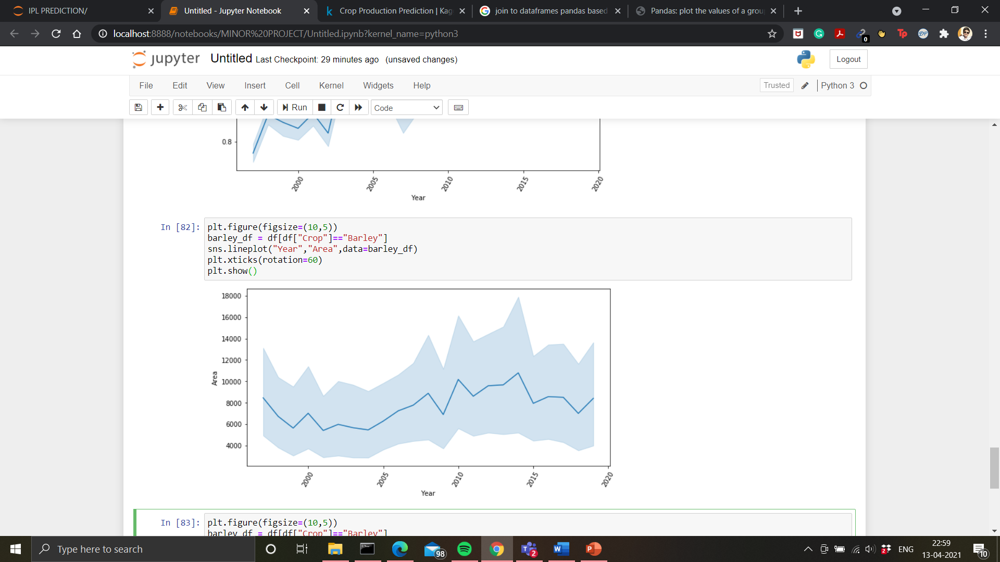 IPL PREDICTION/
Untitled - Jupyter Notebook
Crop Production Prediction | Kag
join to dataframes pandas based
Pandas: plot the values of a grou
localhost:8888/notebooks/MINOR%20PROJECT/Untitled.ipynb?kernel_name=python3
0
Tp
DP
jupyter Untitled Last Checkpoint: 29 minutes ago (unsaved changes)
Logout
File Edit View Insert Cell Kernel Widgets Help
Trusted
Python 3
Run
Code
0.8
2000 2005 2010 2015 2020
Year
In [82]:
plt.figure(figsize=(10,5))
barley_df = df[df["Crop"]=="Barley"]
sns.lineplot("Year","Area",data=barley_df)
plt.xticks(rotation=60)
plt.show()
18000
16000
14000
12000
10000
8000
6000
4000
Area
2000 2005 2010 2015 2020
Year
In [83]:
plt.figure(figsize=(10,5))
barley_df = df[df["Crop"]=="Barley"]
Type here to search
98
2
2
ENG
22:59
13-04-2021
10